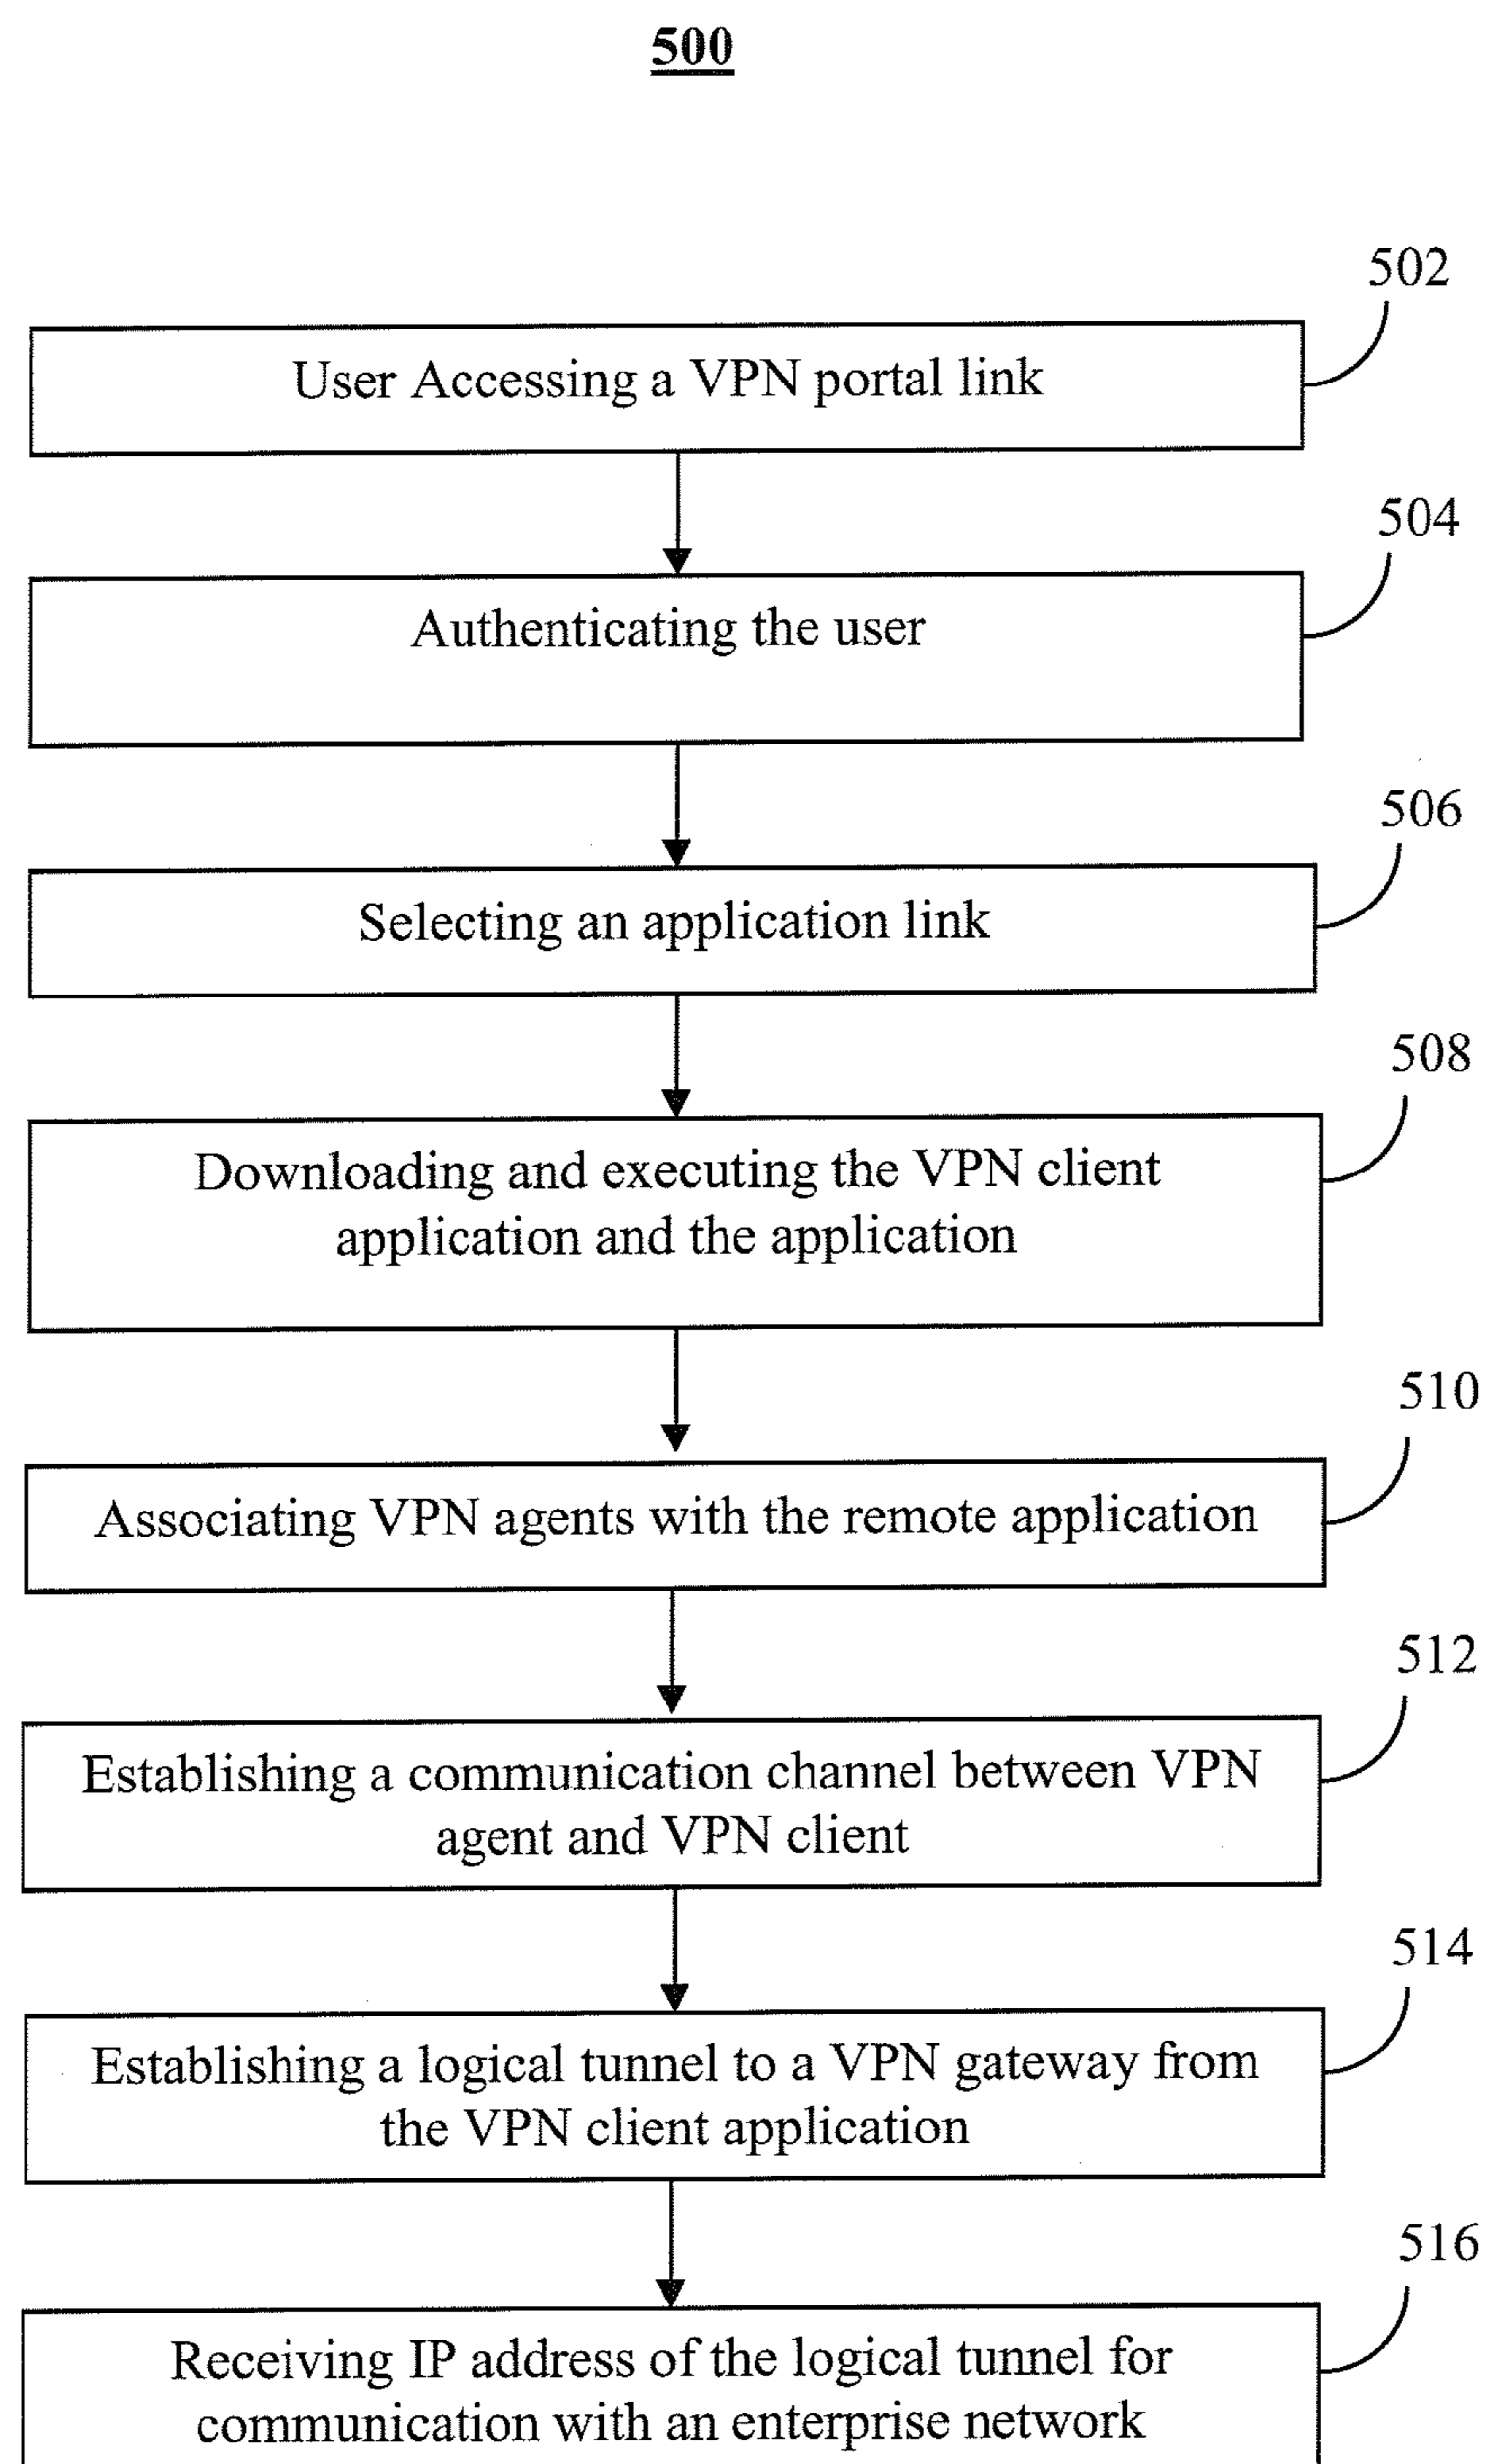 500
502
User Accessing a VPN portal link
504
Authenticating the user
506
Selecting an application link
508
Downloading and executing the VPN client
application and the application
510
Associating VPN agents with the remote application
512
Establishing a communication channel between VPN
agent and VPN client
514
Establishing a logical tunnel to a VPN gateway from
the VPN client application
516
Receiving IP address of the logical tunnel for
communication with an enterprise network